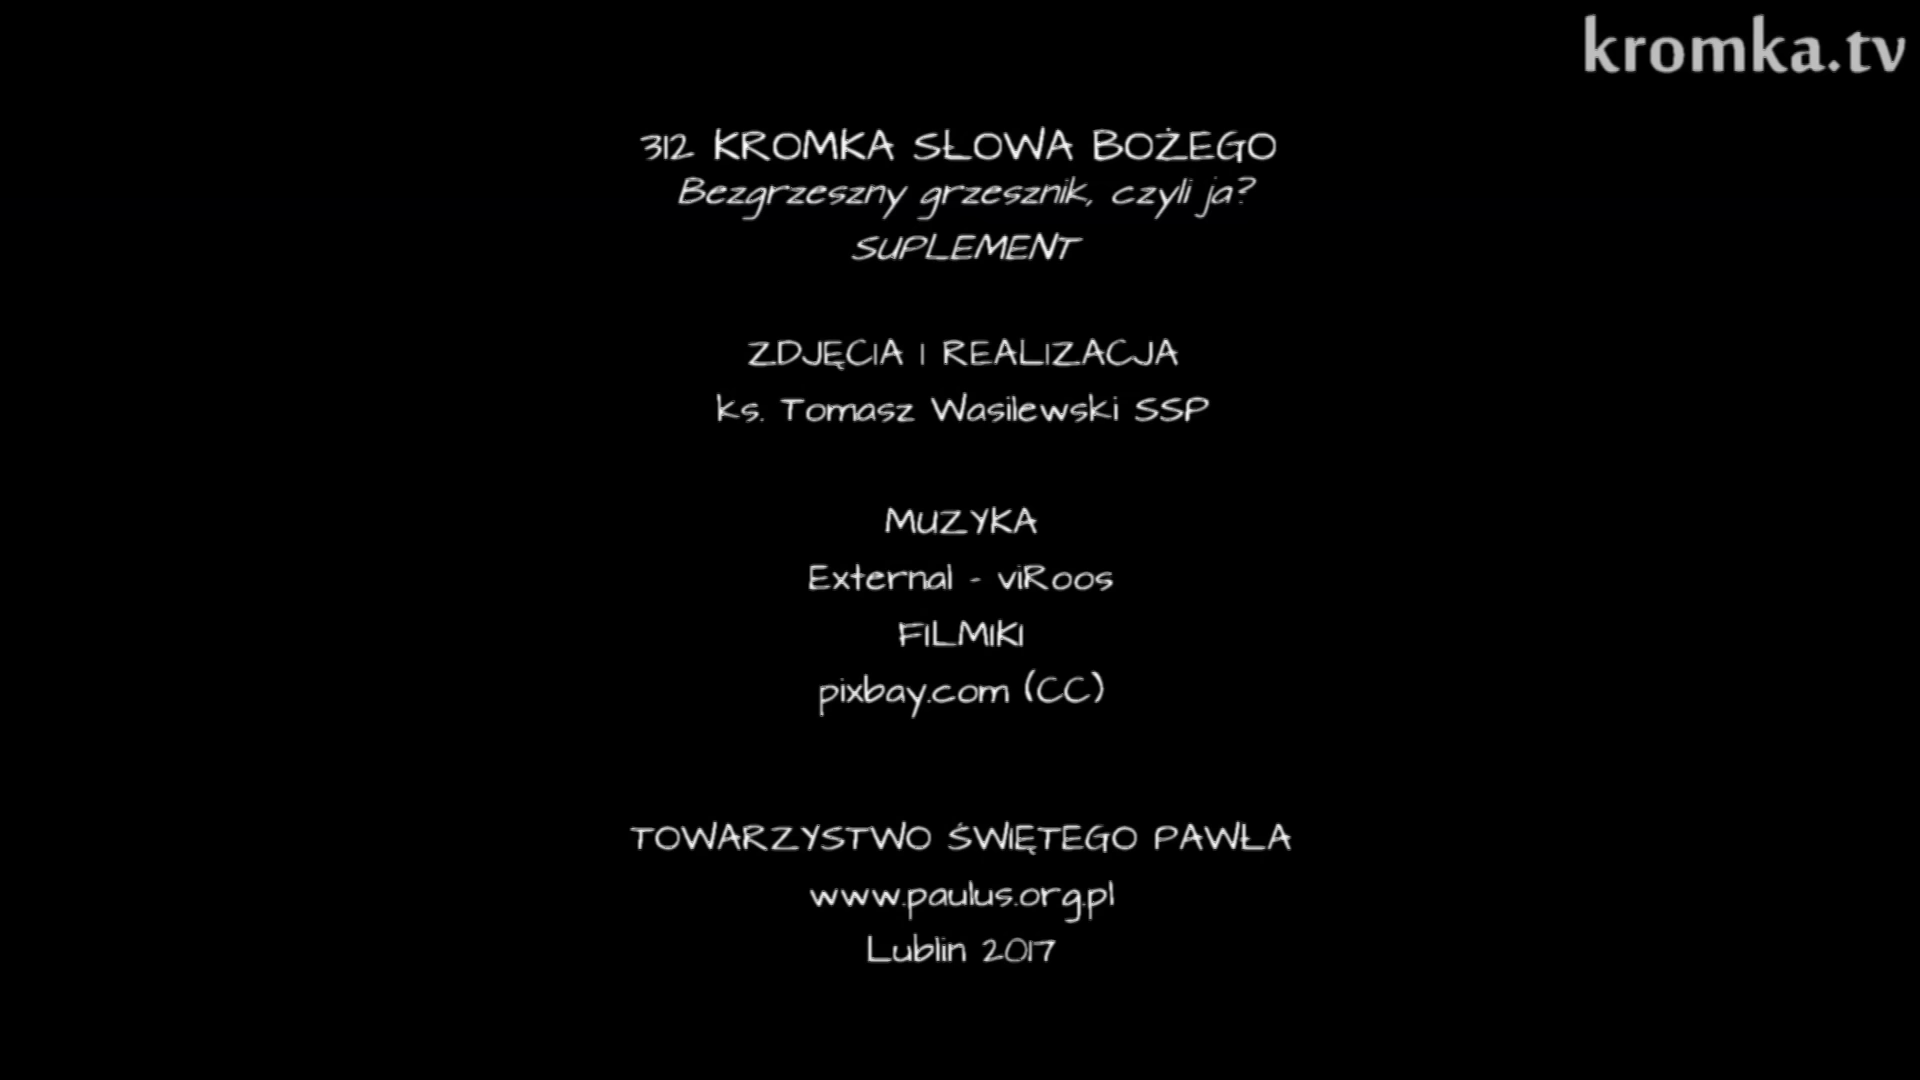 kromka.tv
312 KROMKA SŁOWA BOŻEGO
Bezgrzeszny grzesznik, czyli ja?
SUPLEMENT
ZDJĘCIA I REALIZACJA
ks. Tomasz Wasilewski SSP
MUZYKA
External - viRoos
FILMIKI
pixbay.com (CC)
TOWARZYSTWO ŚWIĘTEGO PAWŁA
www.paulus.org.pl
Lublin 2017